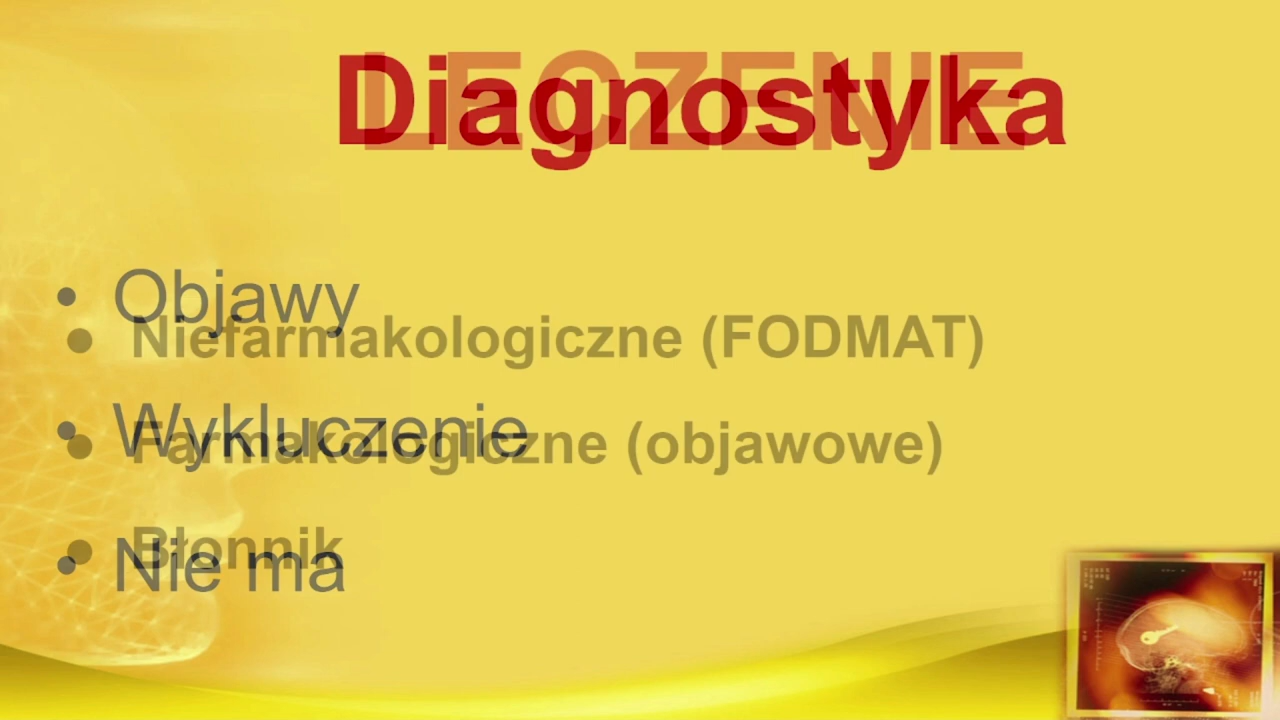 Diagnostyka
LECZENIE
• Objawy
• Niefarmakologiczne (FODMAT)
• Wykluczenie
• Farmakologiczne (objawowe)
• Błonnik
• Nie ma